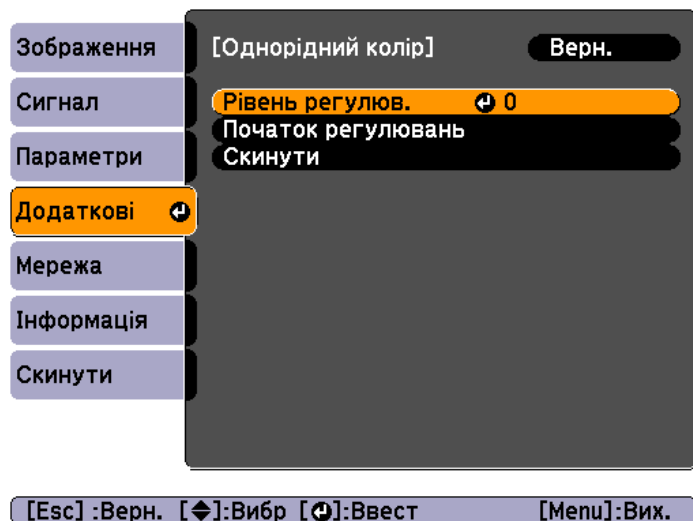 Зображення
Сигнал
Параметри
Додаткові
Мережа
Інформація
Скинути
[Однорідний колір] Верн.
Рівень регулюв. 0
Початок регулювань
Скинути
[Esc] :Верн. [◆]:Вибр [⏎]:Ввест [Menu]:Вих.